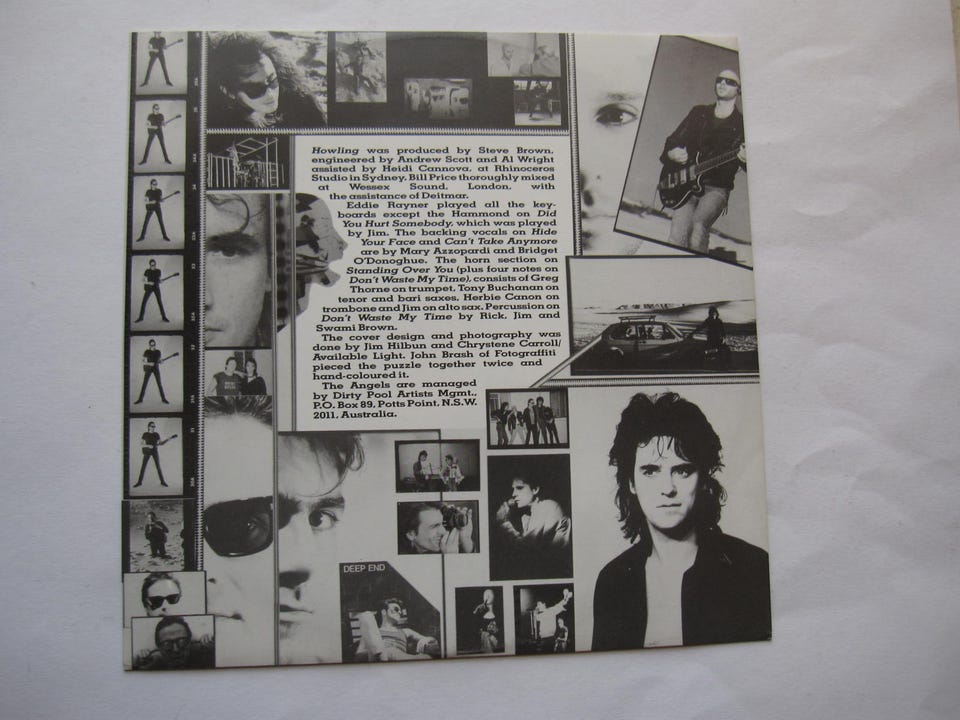 Howling was produced by Steve Brown,
engineered by Andrew Scott and Al Wright
assisted by Heidi Cannova, at Rhinoceros
Studio in Sydney. Bill Price thoroughly mixed
at Wessex Sound, London, with
the assistance of Deitmar.
Eddie Rayner played all the key-
boards except the Hammond on Did
You Hurt Somebody, which was played
by Jim. The backing vocals on Hide
Your Face and Can't Take Anymore
are by Mary Azzopardi and Bridget
O'Donoghue. The horn section on
Standing Over You (plus four notes on
Don't Waste My Time), consists of Greg
Thorne on trumpet, Tony Buchanan on
tenor and bari saxes, Herbie Canon on
trombone and Jim on alto sax. Percussion on
Don't Waste My Time by Rick, Jim and
Swami Brown.
The cover design and photography was
done by Jim Hilbun and Chrystene Carroll/
Available Light. John Brash of Fotograffiti
pieced the puzzle together twice and
hand-coloured it.
The Angels are managed
by Dirty Pool Artists Mgmt.,
P.O. Box 89, Potts Point, N.S.W.
2011, Australia.
DEEP END